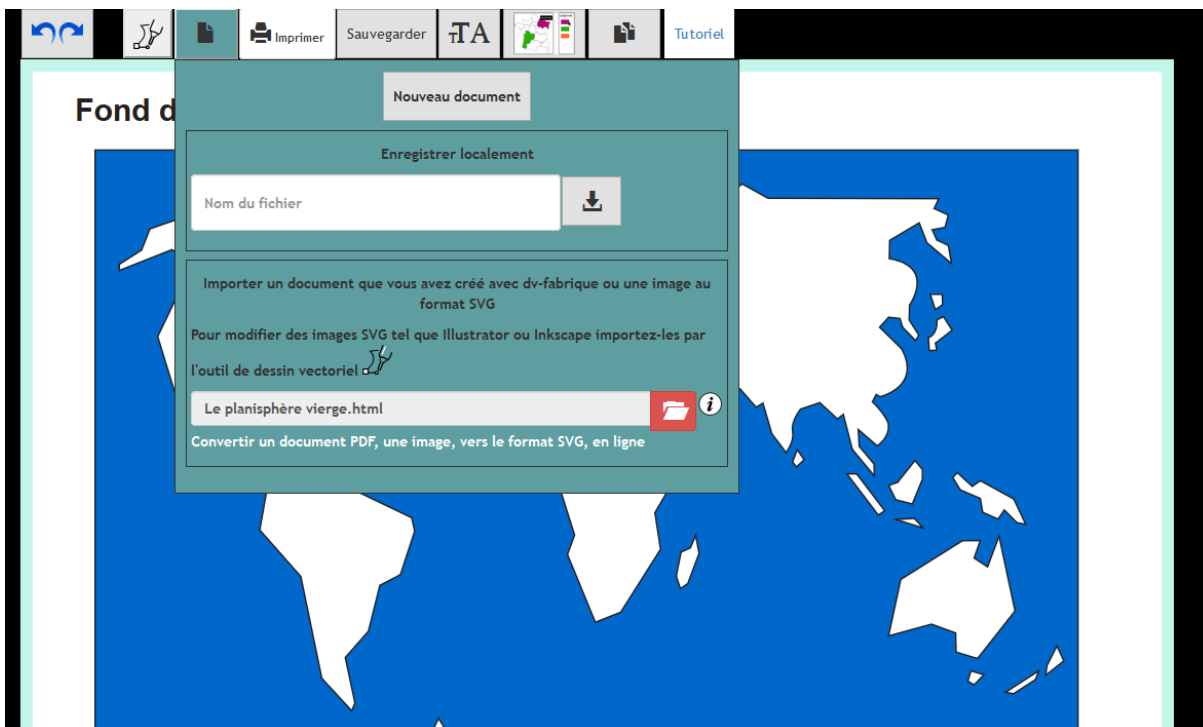 Imprimer
Sauvegarder
TTA
Tutoriel
Fond d
Nouveau document
Enregistrer localement
Nom du fichier
Importer un document que vous avez créé avec dv-fabrique ou une image au
format SVG
Pour modifier des images SVG tel que Illustrator ou Inkscape importez-les par
l'outil de dessin vectoriel
Le planisphère vierge.html
i
Convertir un document PDF, une image, vers le format SVG, en ligne